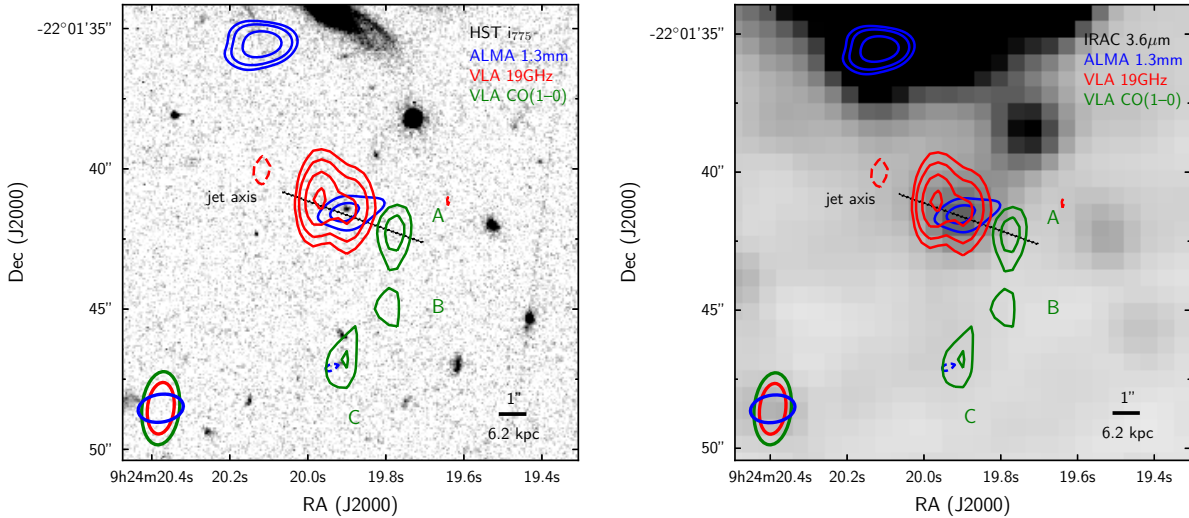 -22°01'35"
40"
45"
50"
Dec (J2000)
HST i775
ALMA 1.3mm
VLA 19GHz
VLA CO(1–0)
jet axis
A
B
C
1"
6.2 kpc
9h24m20.4s
20.2s
20.0s
19.8s
19.6s
19.4s
RA (J2000)
-22°01'35"
40"
45"
50"
Dec (J2000)
IRAC 3.6μm
ALMA 1.3mm
VLA 19GHz
VLA CO(1–0)
jet axis
A
B
C
1"
6.2 kpc
9h24m20.4s
20.2s
20.0s
19.8s
19.6s
19.4s
RA (J2000)